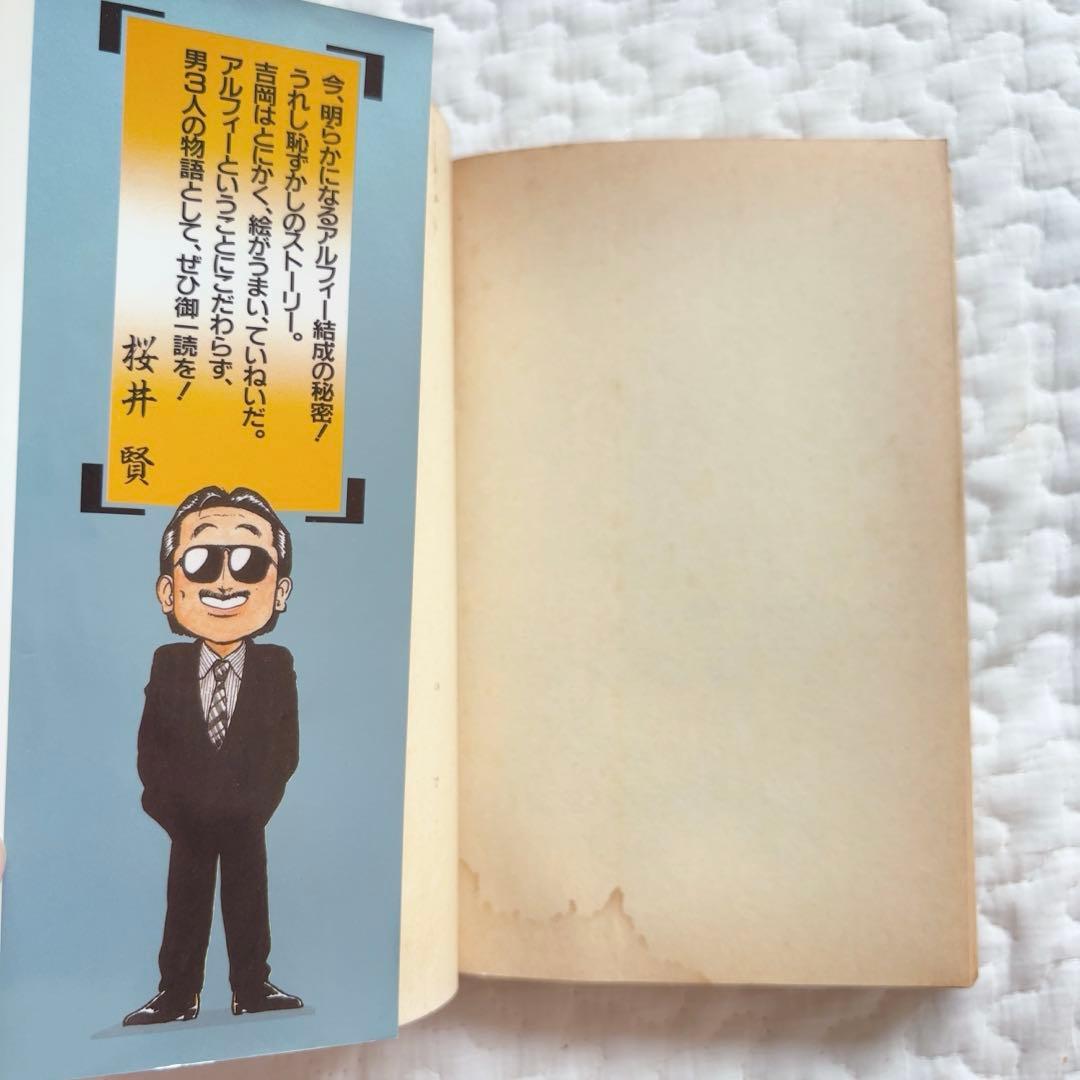 今、明らかになるアルフィー結成の秘密!
うれし恥ずかしのストーリー。
吉岡はとにかく、絵がうまい、ていねいだ。
アルフィーということにこだわらず、
男3人の物語として、ぜひ御一読を!
桜井 賢